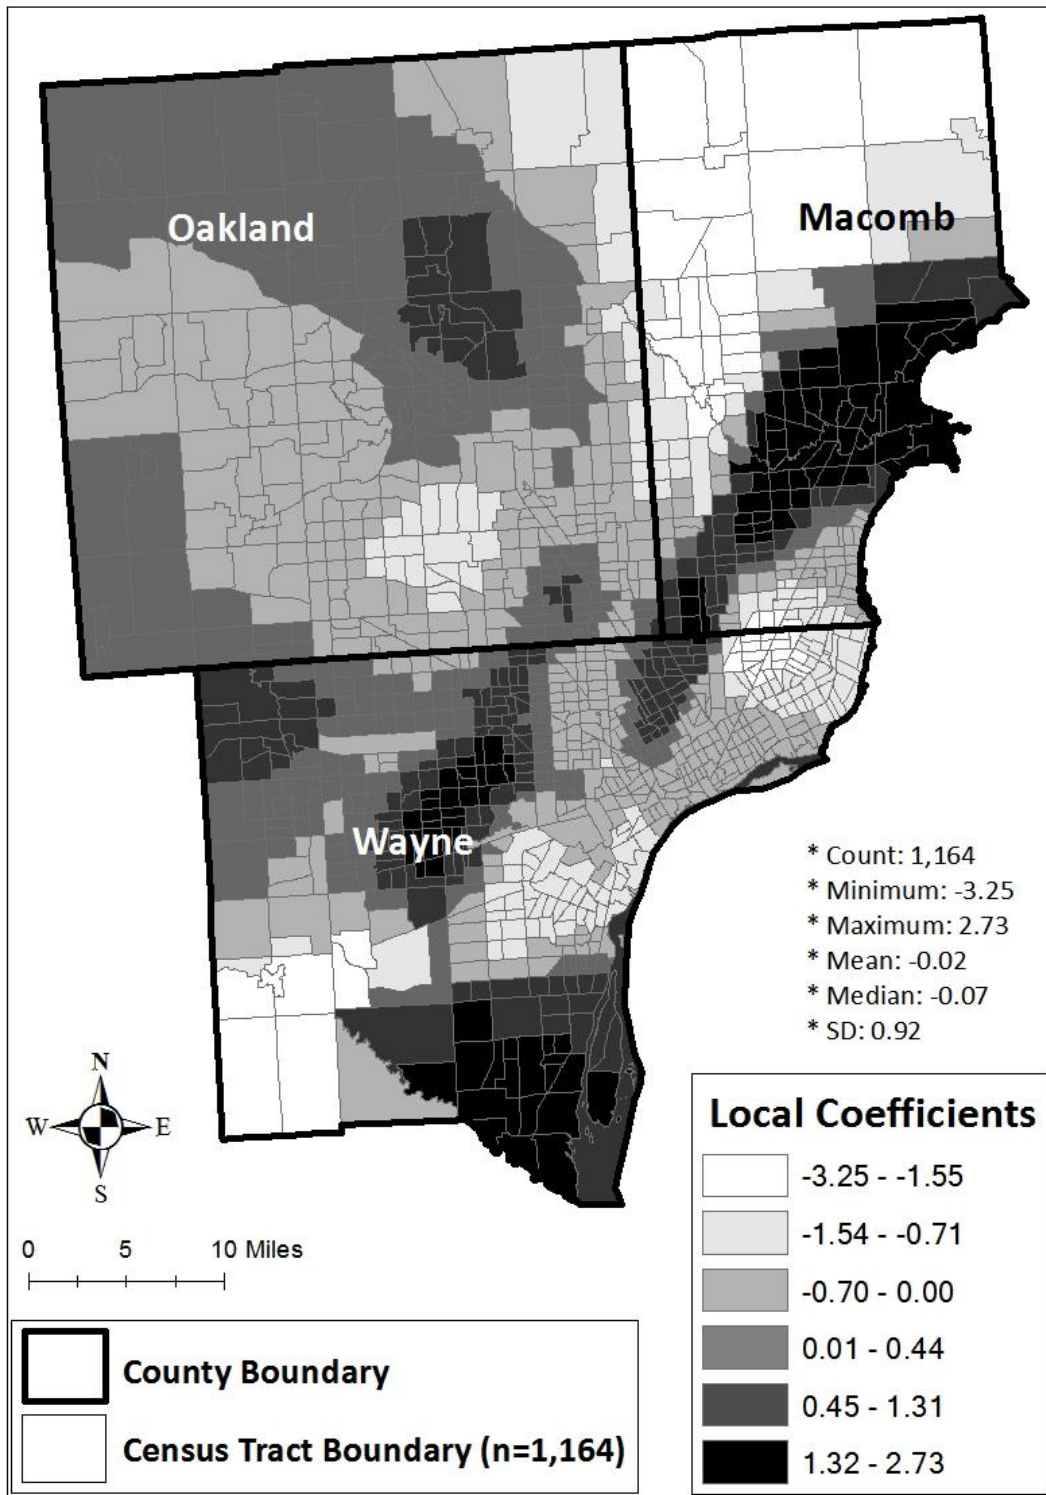 Oakland
Macomb
Wayne
* Count: 1,164
* Minimum: -3.25
* Maximum: 2.73
* Mean: -0.02
* Median: -0.07
* SD: 0.92
N
W E
S
0 5 10 Miles
County Boundary
Census Tract Boundary (n=1,164)
Local Coefficients
-3.25 - -1.55
-1.54 - -0.71
-0.70 - 0.00
0.01 - 0.44
0.45 - 1.31
1.32 - 2.73